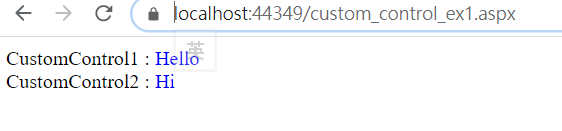 localhost:44349/custom_control_ex1.aspx
英
CustomControl1 : Hello
CustomControl2 : Hi